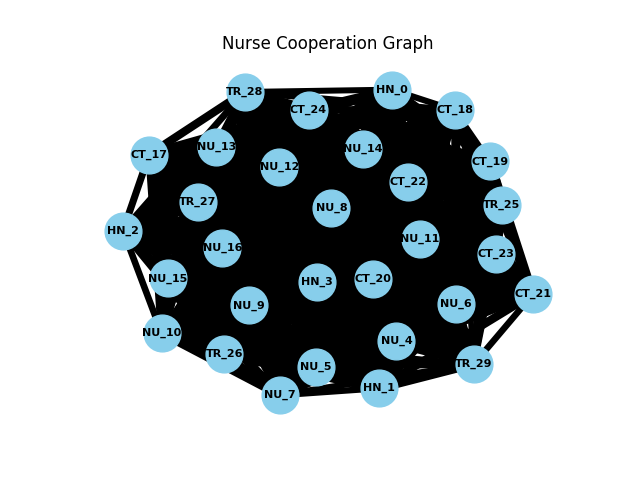 Nurse Cooperation Graph
HN_0
TR_28
CT_24
CT_18
NU_13
NU_14
CT_17
CT_19
NU_12
CT_22
TR_27
TR_25
NU_8
HN_2
NU_11
NU_16
CT_23
NU_15
CT_20
HN_3
CT_21
NU_9
NU_6
NU_10
NU_4
TR_26
TR_29
NU_5
HN_1
NU_7